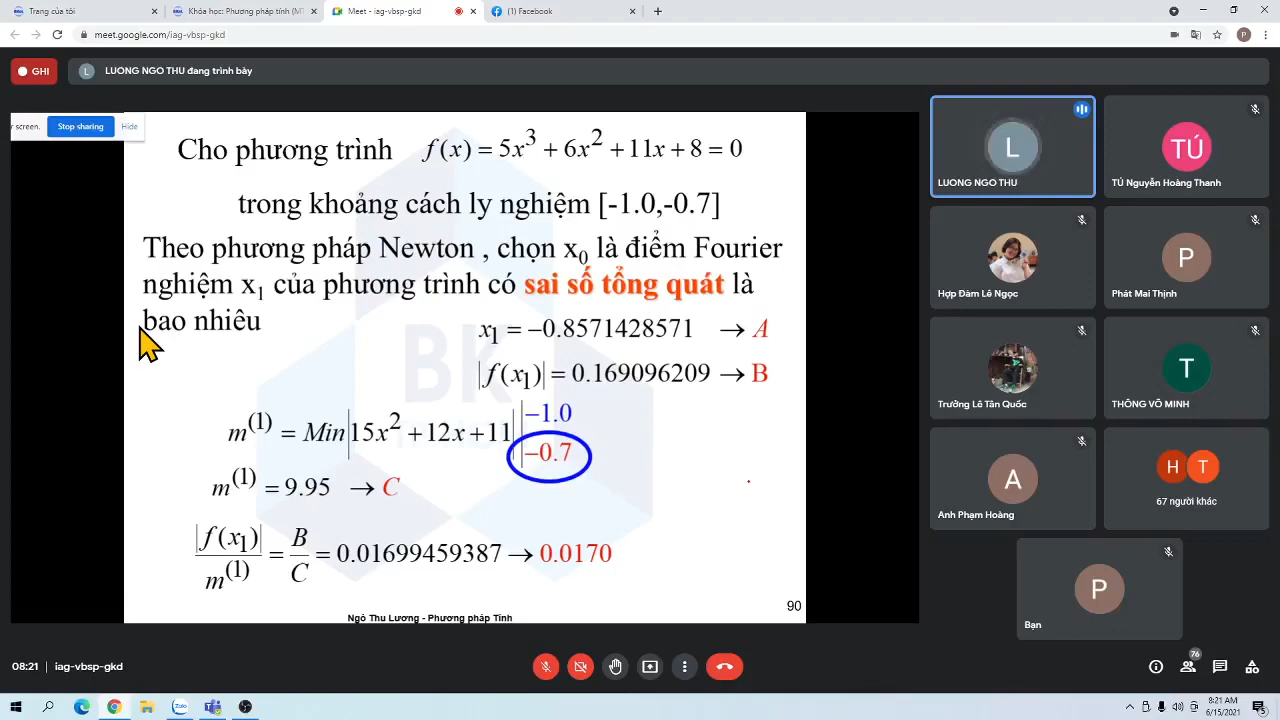 Trang của tôi
Khóa học: Phương pháp tính (MT
Meet - iag-vbsp-gkd
(1) Facebook
meet.google.com/iag-vbsp-gkd
GHI
L
LUONG NGO THU đang trình bày
r screen.
Stop sharing
Hide
Cho phương trình f(x) = 5x³ + 6x² + 11x + 8 = 0
trong khoảng cách ly nghiệm [-1.0,-0.7]
Theo phương pháp Newton , chọn x₀ là điểm Fourier
nghiệm x₁ của phương trình có sai số tổng quát là
bao nhiêu
x₁ = −0.8571428571 → A
|f(x₁)| = 0.169096209 → B
m⁽¹⁾ = Min|15x² + 12x + 11| | −1.0
−0.7
m⁽¹⁾ = 9.95 → C
|f(x₁)| / m⁽¹⁾ = B / C = 0.01699459387 → 0.0170
90
Ngô Thu Lương - Phương pháp Tính
BK
L
LUONG NGO THU
TÚ
TÚ Nguyễn Hoàng Thanh
Hợp Đàm Lê Ngọc
P
Phát Mai Thịnh
Trưởng Lê Tân Quốc
T
THÔNG VÕ MINH
A
Anh Phạm Hoàng
H T
67 người khác
P
Bạn
08:21 | iag-vbsp-gkd
76
Zalo
8:21 AM
6/15/2021